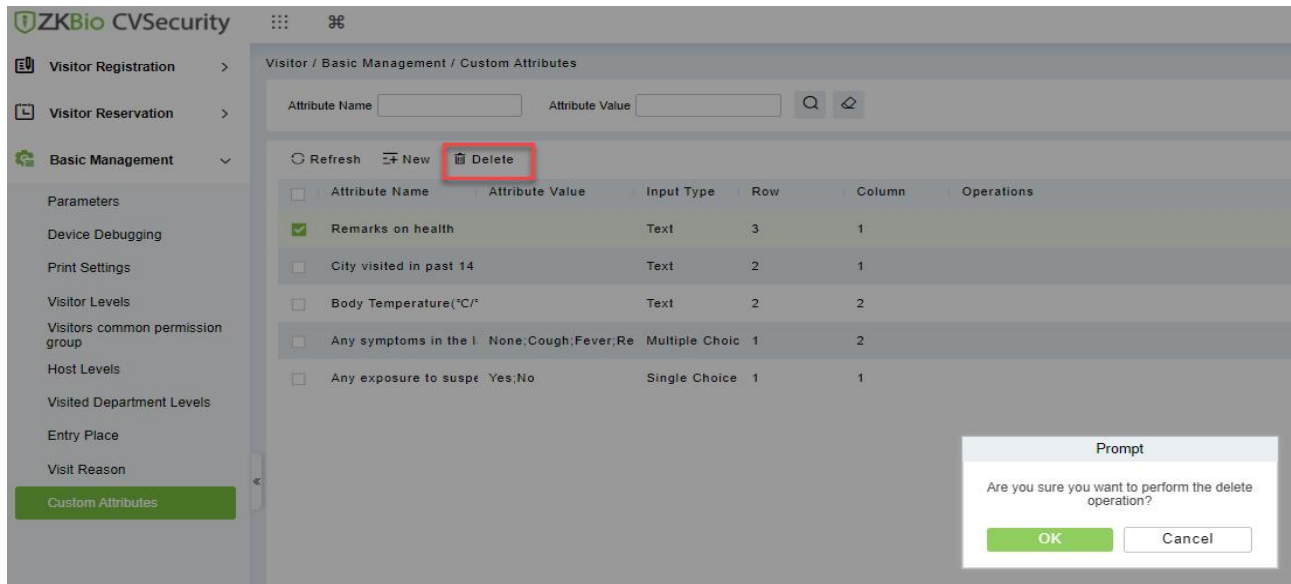 ZKBio CVSecurity
Visitor Registration
Visitor / Basic Management / Custom Attributes
Attribute Name
Attribute Value
Visitor Reservation
Basic Management
Refresh New Delete
Attribute Name Attribute Value Input Type Row Column Operations
Remarks on health Text 3 1
City visited in past 14 Text 2 1
Body Temperature(°C/° Text 2 2
Any symptoms in the l None;Cough;Fever;Re Multiple Choic 1 2
Any exposure to suspe Yes;No Single Choice 1 1
Parameters
Device Debugging
Print Settings
Visitor Levels
Visitors common permission
group
Host Levels
Visited Department Levels
Entry Place
Visit Reason
Custom Attributes
Prompt
Are you sure you want to perform the delete
operation?
OK Cancel